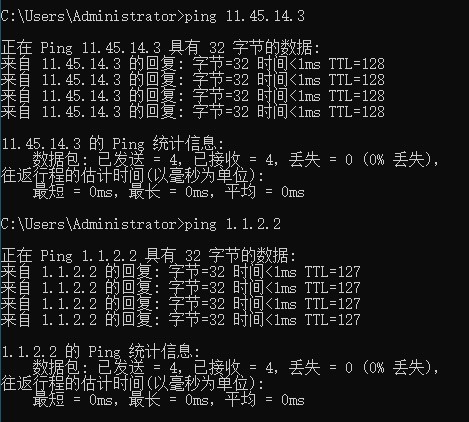 C:\Users\Administrator>ping 11.45.14.3
正在 Ping 11.45.14.3 具有 32 字节的数据:
来自 11.45.14.3 的回复: 字节=32 时间<1ms TTL=128
来自 11.45.14.3 的回复: 字节=32 时间<1ms TTL=128
来自 11.45.14.3 的回复: 字节=32 时间<1ms TTL=128
来自 11.45.14.3 的回复: 字节=32 时间<1ms TTL=128
11.45.14.3 的 Ping 统计信息:
数据包: 已发送 = 4，已接收 = 4，丢失 = 0 (0% 丢失)，
往返行程的估计时间(以毫秒为单位):
最短 = 0ms，最长 = 0ms，平均 = 0ms
C:\Users\Administrator>ping 1.1.2.2
正在 Ping 1.1.2.2 具有 32 字节的数据:
来自 1.1.2.2 的回复: 字节=32 时间<1ms TTL=127
来自 1.1.2.2 的回复: 字节=32 时间<1ms TTL=127
来自 1.1.2.2 的回复: 字节=32 时间<1ms TTL=127
来自 1.1.2.2 的回复: 字节=32 时间<1ms TTL=127
1.1.2.2 的 Ping 统计信息:
数据包: 已发送 = 4，已接收 = 4，丢失 = 0 (0% 丢失)，
往返行程的估计时间(以毫秒为单位):
最短 = 0ms，最长 = 0ms，平均 = 0ms